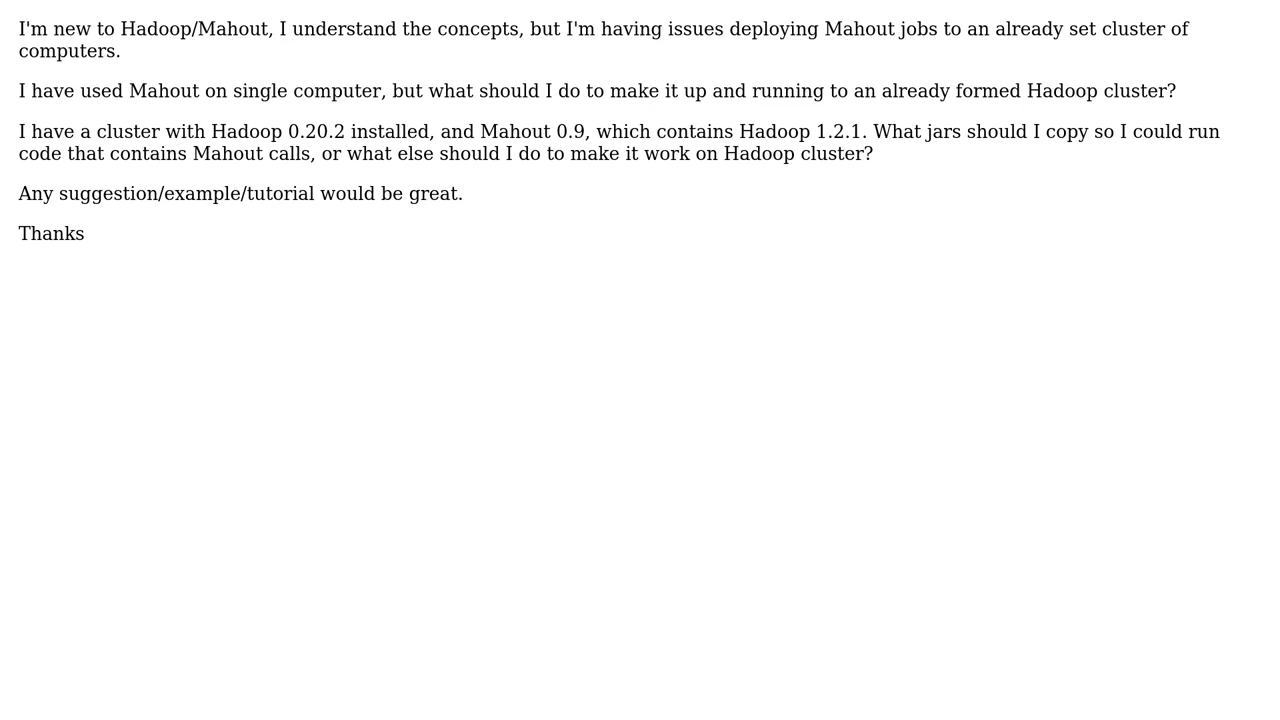 I'm new to Hadoop/Mahout, I understand the concepts, but I'm having issues deploying Mahout jobs to an already set cluster of
computers.
I have used Mahout on single computer, but what should I do to make it up and running to an already formed Hadoop cluster?
I have a cluster with Hadoop 0.20.2 installed, and Mahout 0.9, which contains Hadoop 1.2.1. What jars should I copy so I could run
code that contains Mahout calls, or what else should I do to make it work on Hadoop cluster?
Any suggestion/example/tutorial would be great.
Thanks